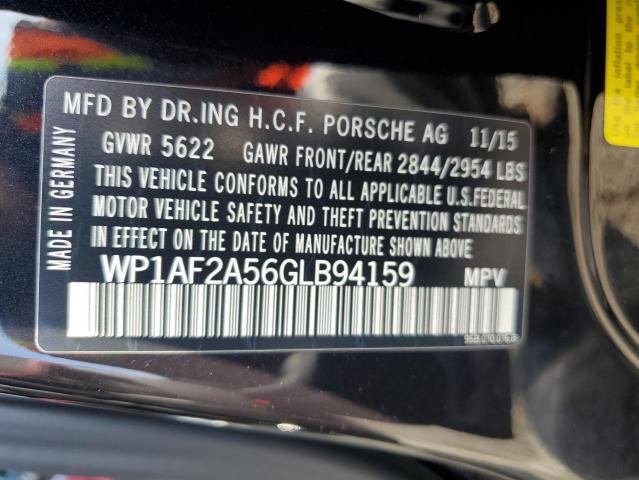 MFD BY DR.ING H.C.F. PORSCHE AG 11/15
GVWR 5622 GAWR FRONT/REAR 2844/2954 LBS
THIS VEHICLE CONFORMS TO ALL APPLICABLE U.S.FEDERAL
MOTOR VEHICLE SAFETY AND THEFT PREVENTION STANDARDS
IN EFFECT ON THE DATE OF MANUFACTURE SHOWN ABOVE.
WP1AF2A56GLB94159 MPV
MADE IN GERMANY